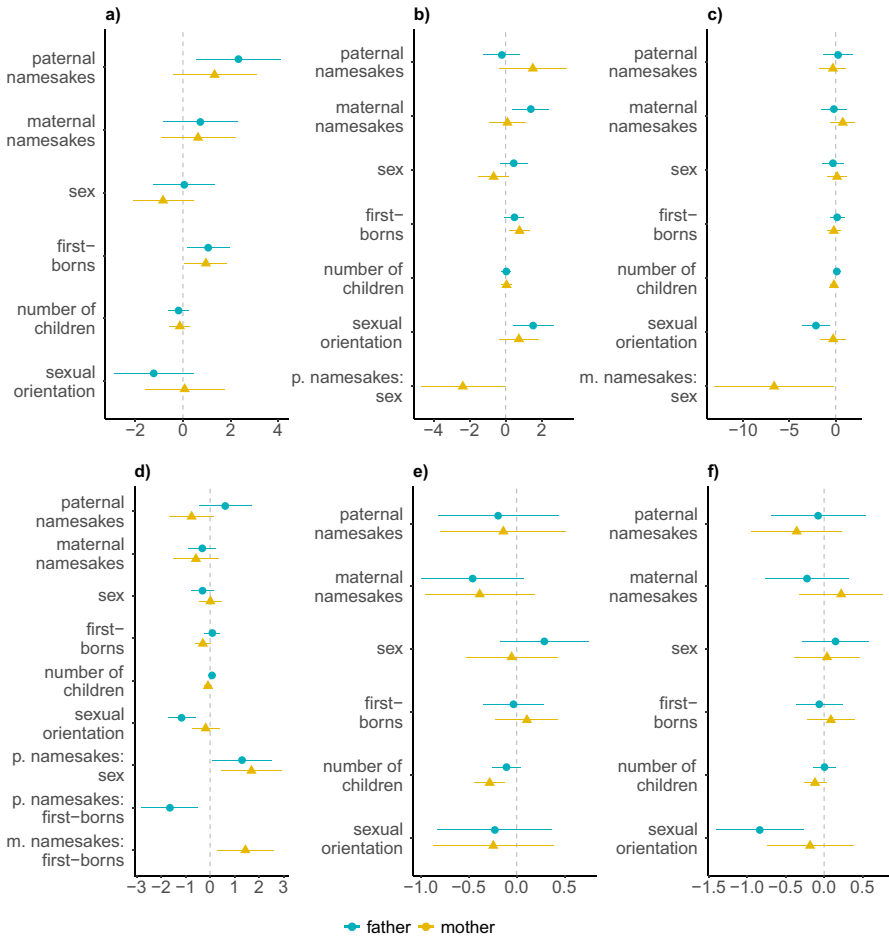 a)
paternal
namesakes
maternal
namesakes
sex
first−
borns
number of
children
sexual
orientation
−2 0 2 4
b)
paternal
namesakes
maternal
namesakes
sex
first−
borns
number of
children
sexual
orientation
p. namesakes:
sex
−4 −2 0 2
c)
paternal
namesakes
maternal
namesakes
sex
first−
borns
number of
children
sexual
orientation
m. namesakes:
sex
−10 −5 0
d)
paternal
namesakes
maternal
namesakes
sex
first−
borns
number of
children
sexual
orientation
p. namesakes:
sex
p. namesakes:
first−borns
m. namesakes:
first−borns
−3 −2 −1 0 1 2 3
e)
paternal
namesakes
maternal
namesakes
sex
first−
borns
number of
children
sexual
orientation
−1.0 −0.5 0.0 0.5
f)
paternal
namesakes
maternal
namesakes
sex
first−
borns
number of
children
sexual
orientation
−1.5 −1.0 −0.5 0.0 0.5
father mother